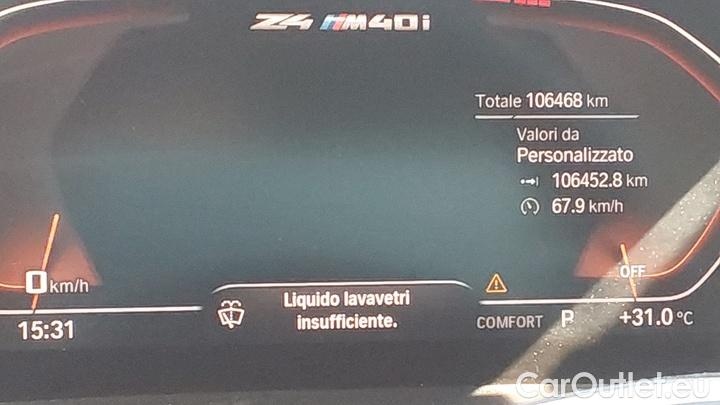 Z4 M40i
Totale 106468 km
Valori da
Personalizzato
106452.8 km
67.9 km/h
OFF
0 km/h
Liquido lavavetri
insufficiente.
15:31
COMFORT P +31.0 °C
CarOutlet.eu